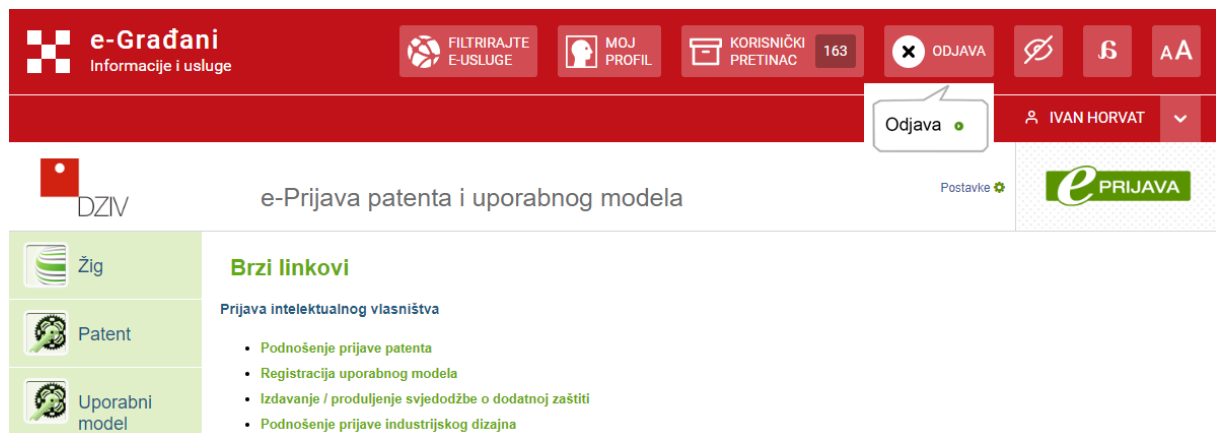 e-Građani
Informacije i usluge
FILTRIRAJTE
E-USLUGE
MOJ
PROFIL
KORISNIČKI
PRETINAC
163
ODJAVA
AA
Odjava
IVAN HORVAT
DZIV
e-Prijava patenta i uporabnog modela
Postavke
e PRIJAVA
Žig
Patent
Uporabni
model
Brzi linkovi
Prijava intelektualnog vlasništva
Podnošenje prijave patenta
Registracija uporabnog modela
Izdavanje / produljenje svjedodžbe o dodatnoj zaštiti
Podnošenje prijave industrijskog dizajna